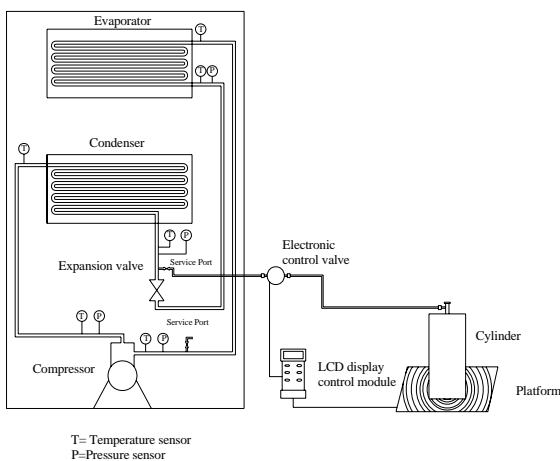 Evaporator
T
T P
Condenser
T
T P
Service Port
Electronic
control valve
Expansion valve
Service Port
T P
T P
Compressor
LCD display
control module
Cylinder
Platform
T= Temperature sensor
P=Pressure sensor